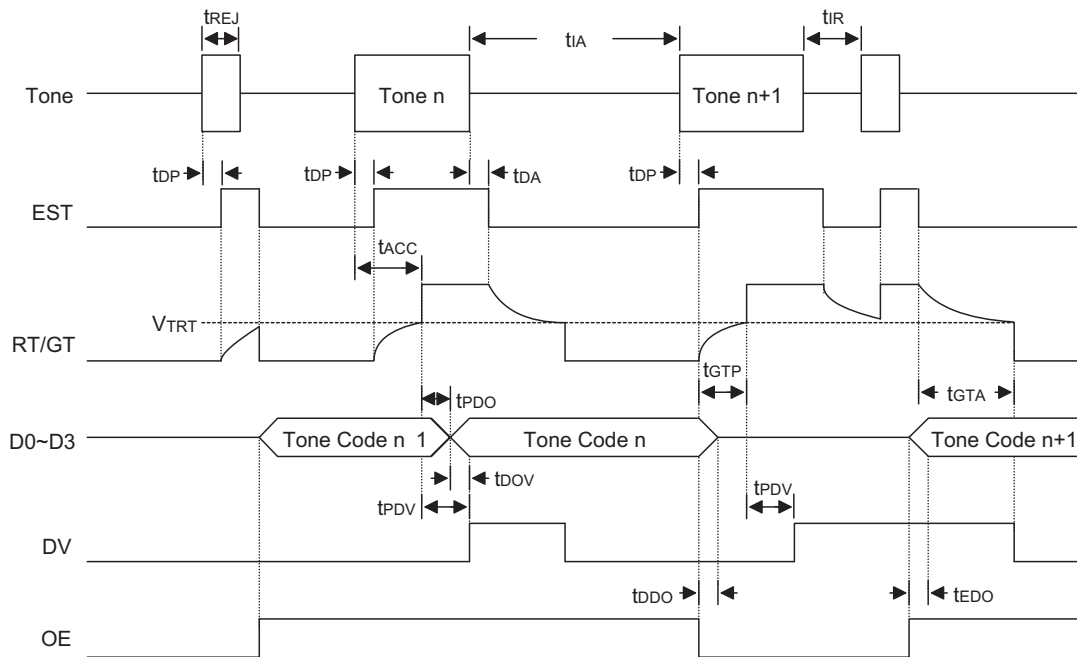 tREJ
tIA
tIR
Tone
Tone n
Tone n+1
tDP
tDP
tDA
tDP
EST
tACC
VTRT
RT/GT
tGTP
tGTA
tPDO
D0~D3
Tone Code n 1
Tone Code n
Tone Code n+1
tDOV
tPDV
tPDV
DV
tDDO
tEDO
OE